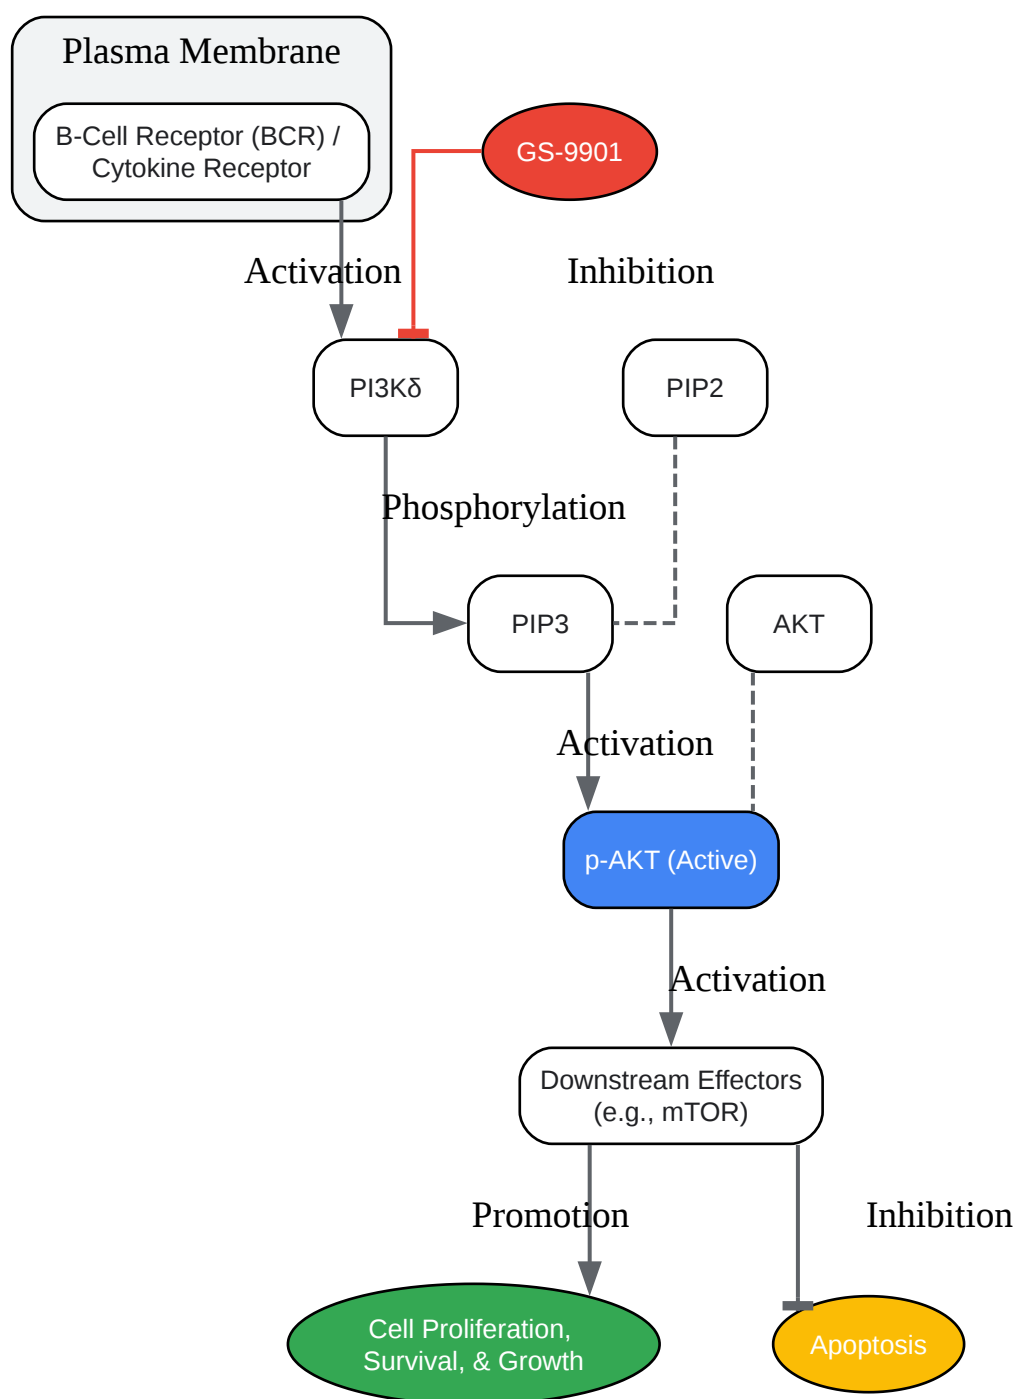 Plasma Membrane
B-Cell Receptor (BCR) /
Cytokine Receptor
GS-9901
Activation
Inhibition
PI3Kδ
PIP2
Phosphorylation
PIP3
AKT
Activation
p-AKT (Active)
Activation
Downstream Effectors
(e.g., mTOR)
Promotion
Inhibition
Cell Proliferation,
Survival, & Growth
Apoptosis